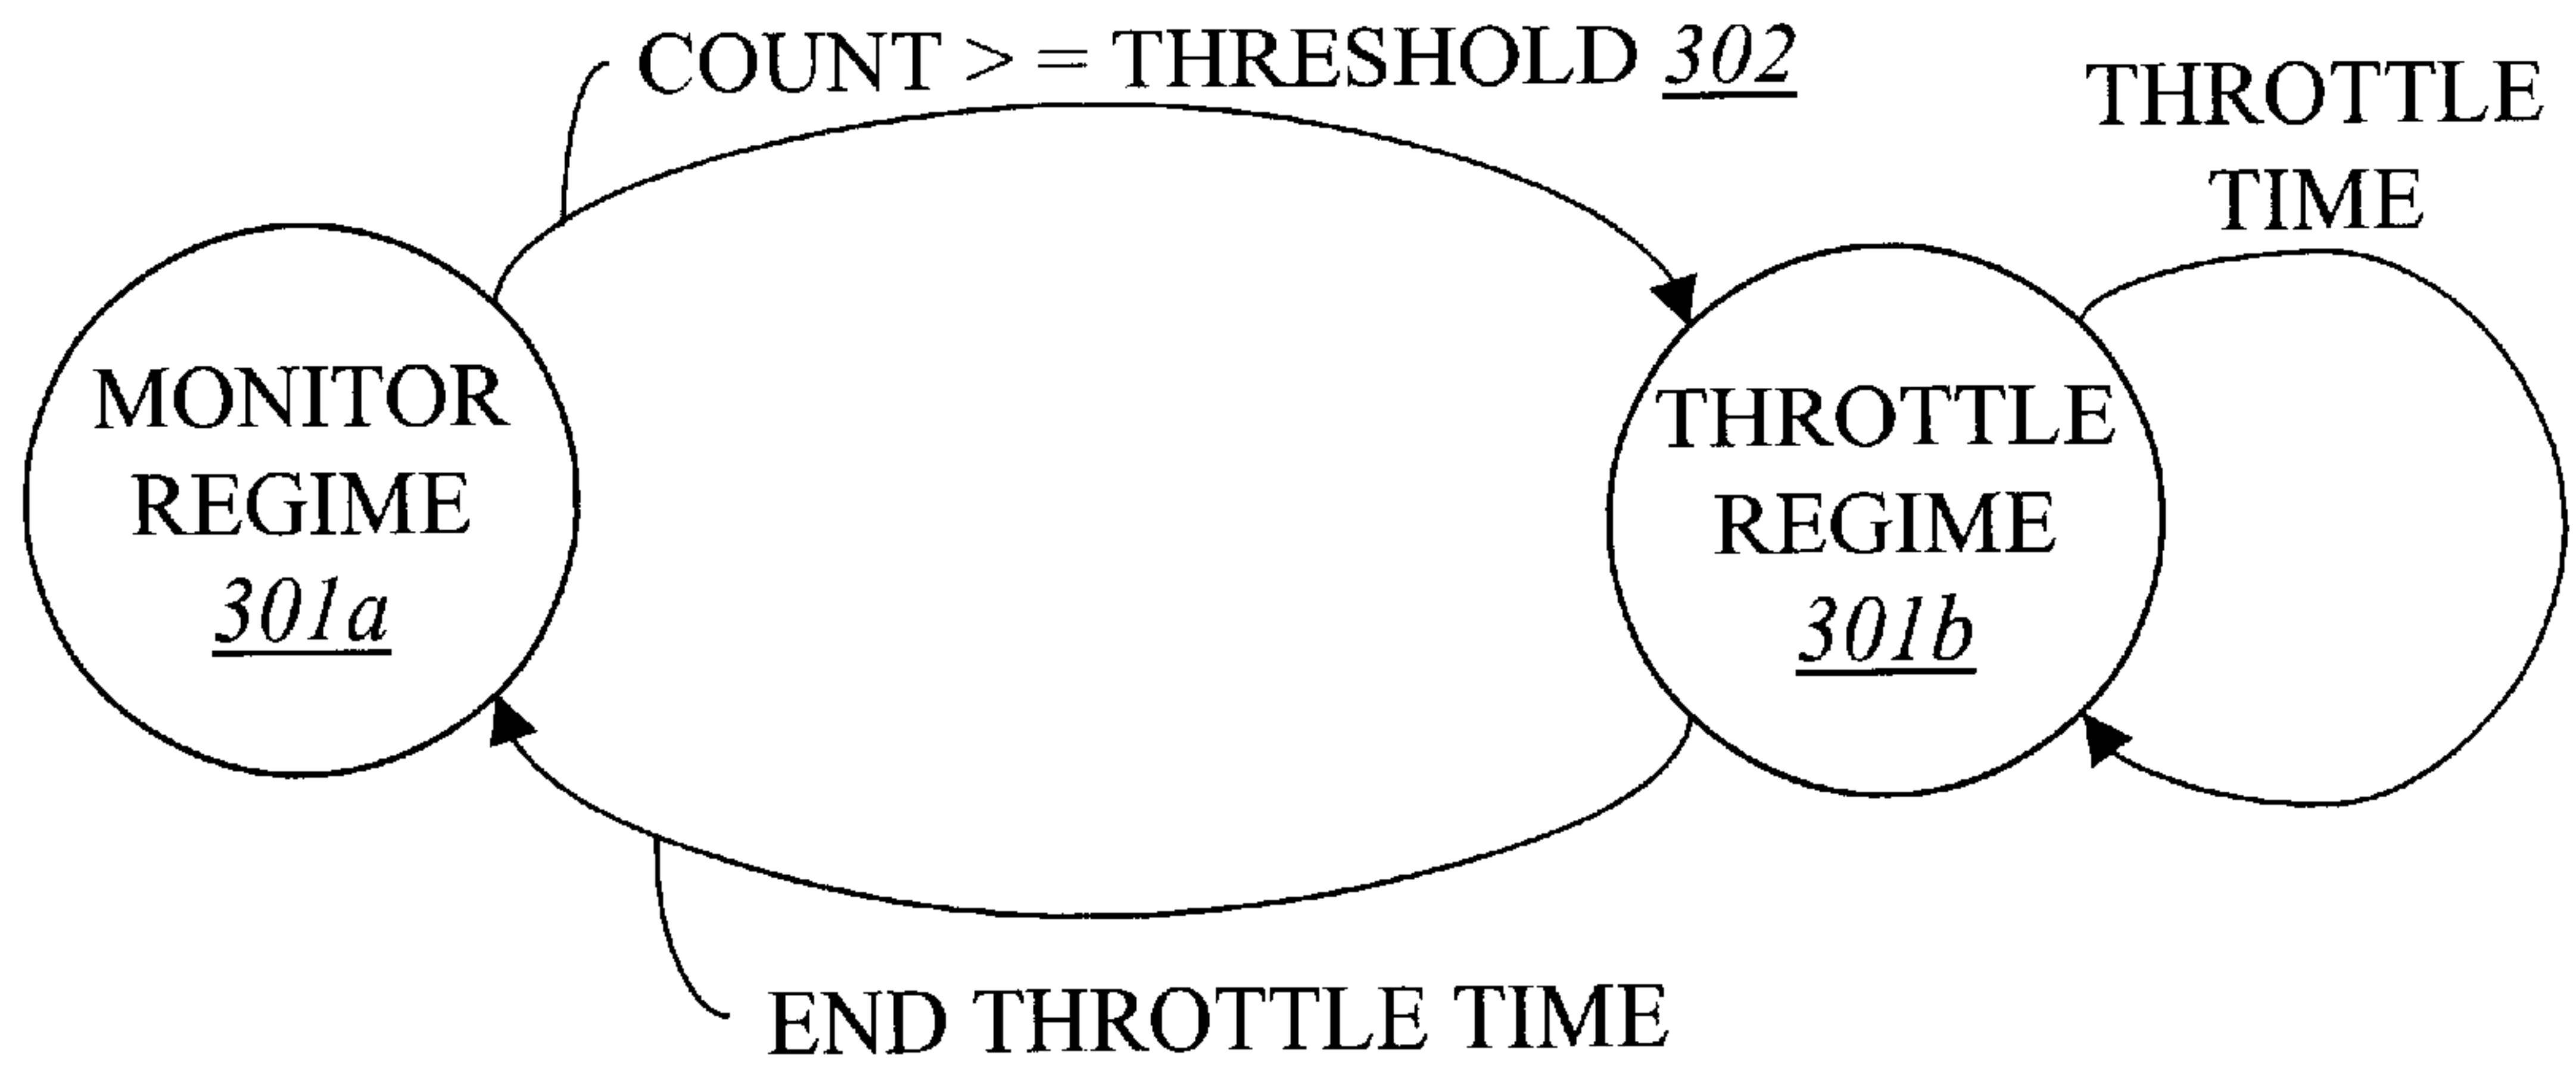 COUNT > = THRESHOLD 302
THROTTLE
TIME
MONITOR
REGIME
301a
THROTTLE
REGIME
301b
END THROTTLE TIME